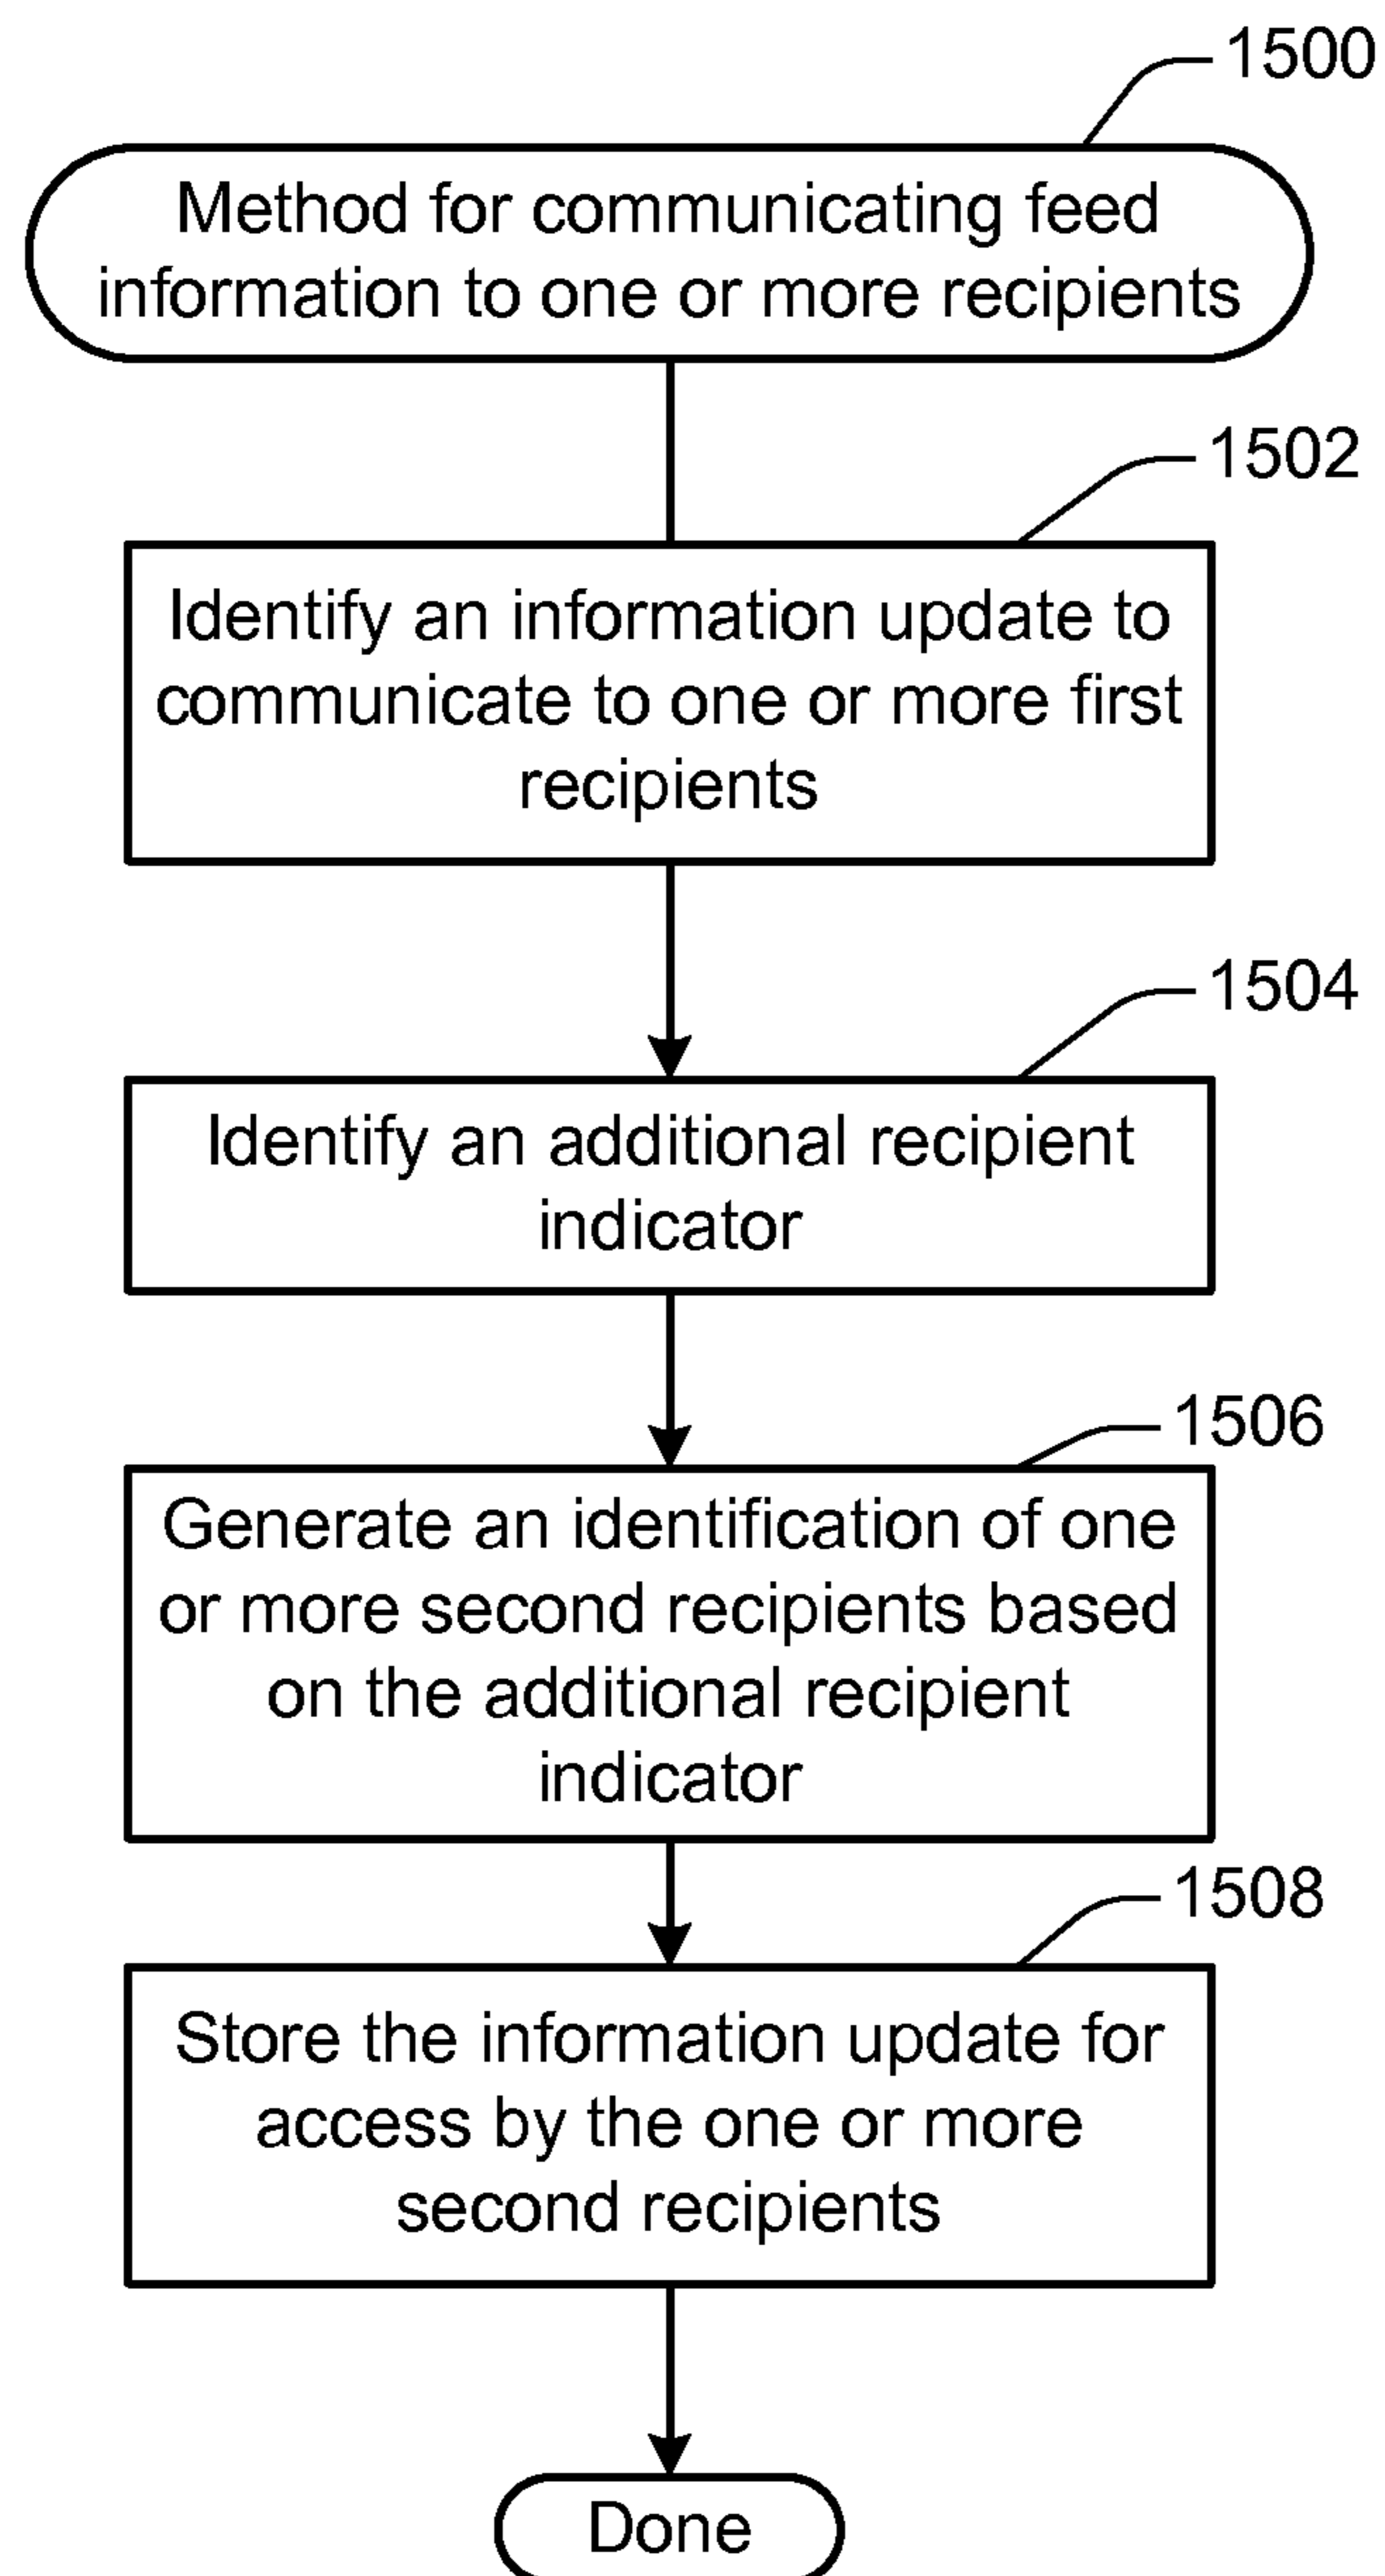 1500
Method for communicating feed
information to one or more recipients
1502
Identify an information update to
communicate to one or more first
recipients
1504
Identify an additional recipient
indicator
1506
Generate an identification of one
or more second recipients based
on the additional recipient
indicator
1508
Store the information update for
access by the one or more
second recipients
Done